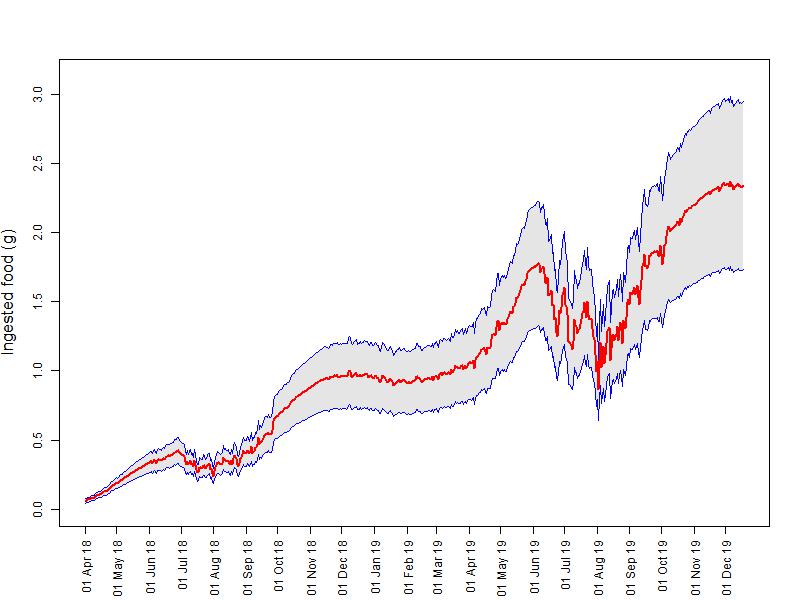 Ingested food (g)
3.0
2.5
2.0
1.5
1.0
0.5
0.0
01 Apr 18
01 May 18
01 Jun 18
01 Jul 18
01 Aug 18
01 Sep 18
01 Oct 18
01 Nov 18
01 Dec 18
01 Jan 19
01 Feb 19
01 Mar 19
01 Apr 19
01 May 19
01 Jun 19
01 Jul 19
01 Aug 19
01 Sep 19
01 Oct 19
01 Nov 19
01 Dec 19